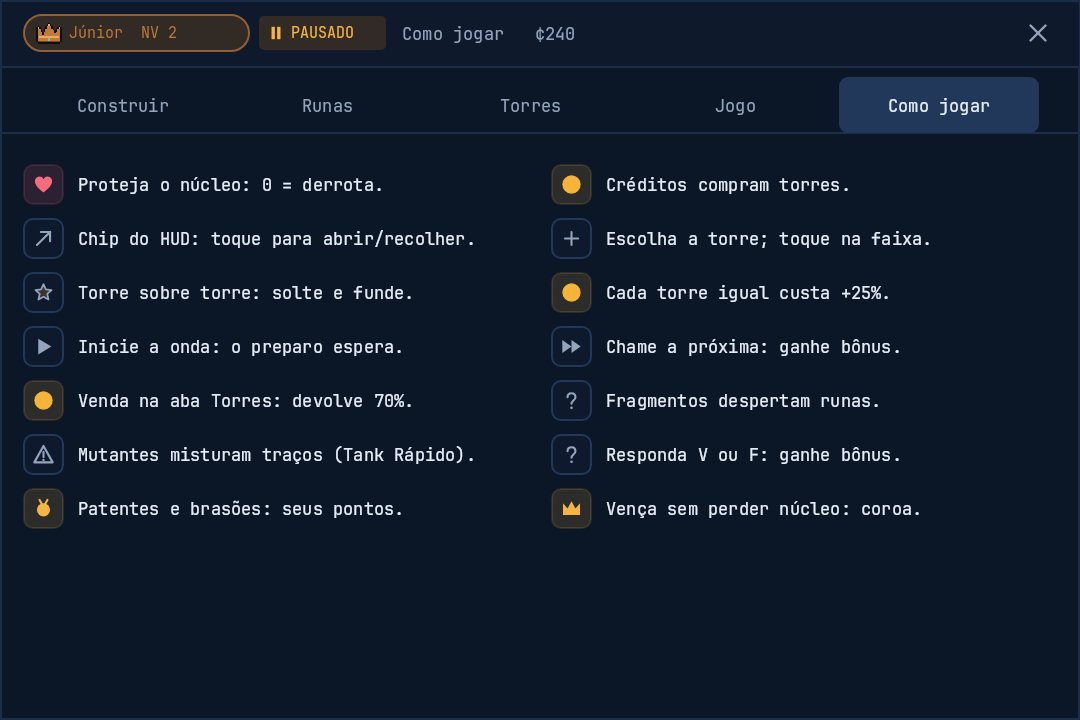 Júnior NV 2 PAUSADO Como jogar ₵240
Construir Runas Torres Jogo Como jogar
Proteja o núcleo: 0 = derrota.
Créditos compram torres.
Chip do HUD: toque para abrir/recolher.
Escolha a torre; toque na faixa.
Torre sobre torre: solte e funde.
Cada torre igual custa +25%.
Inicie a onda: o preparo espera.
Chame a próxima: ganhe bônus.
Venda na aba Torres: devolve 70%.
Fragmentos despertam runas.
Mutantes misturam traços (Tank Rápido).
Responda V ou F: ganhe bônus.
Patentes e brasões: seus pontos.
Vença sem perder núcleo: coroa.